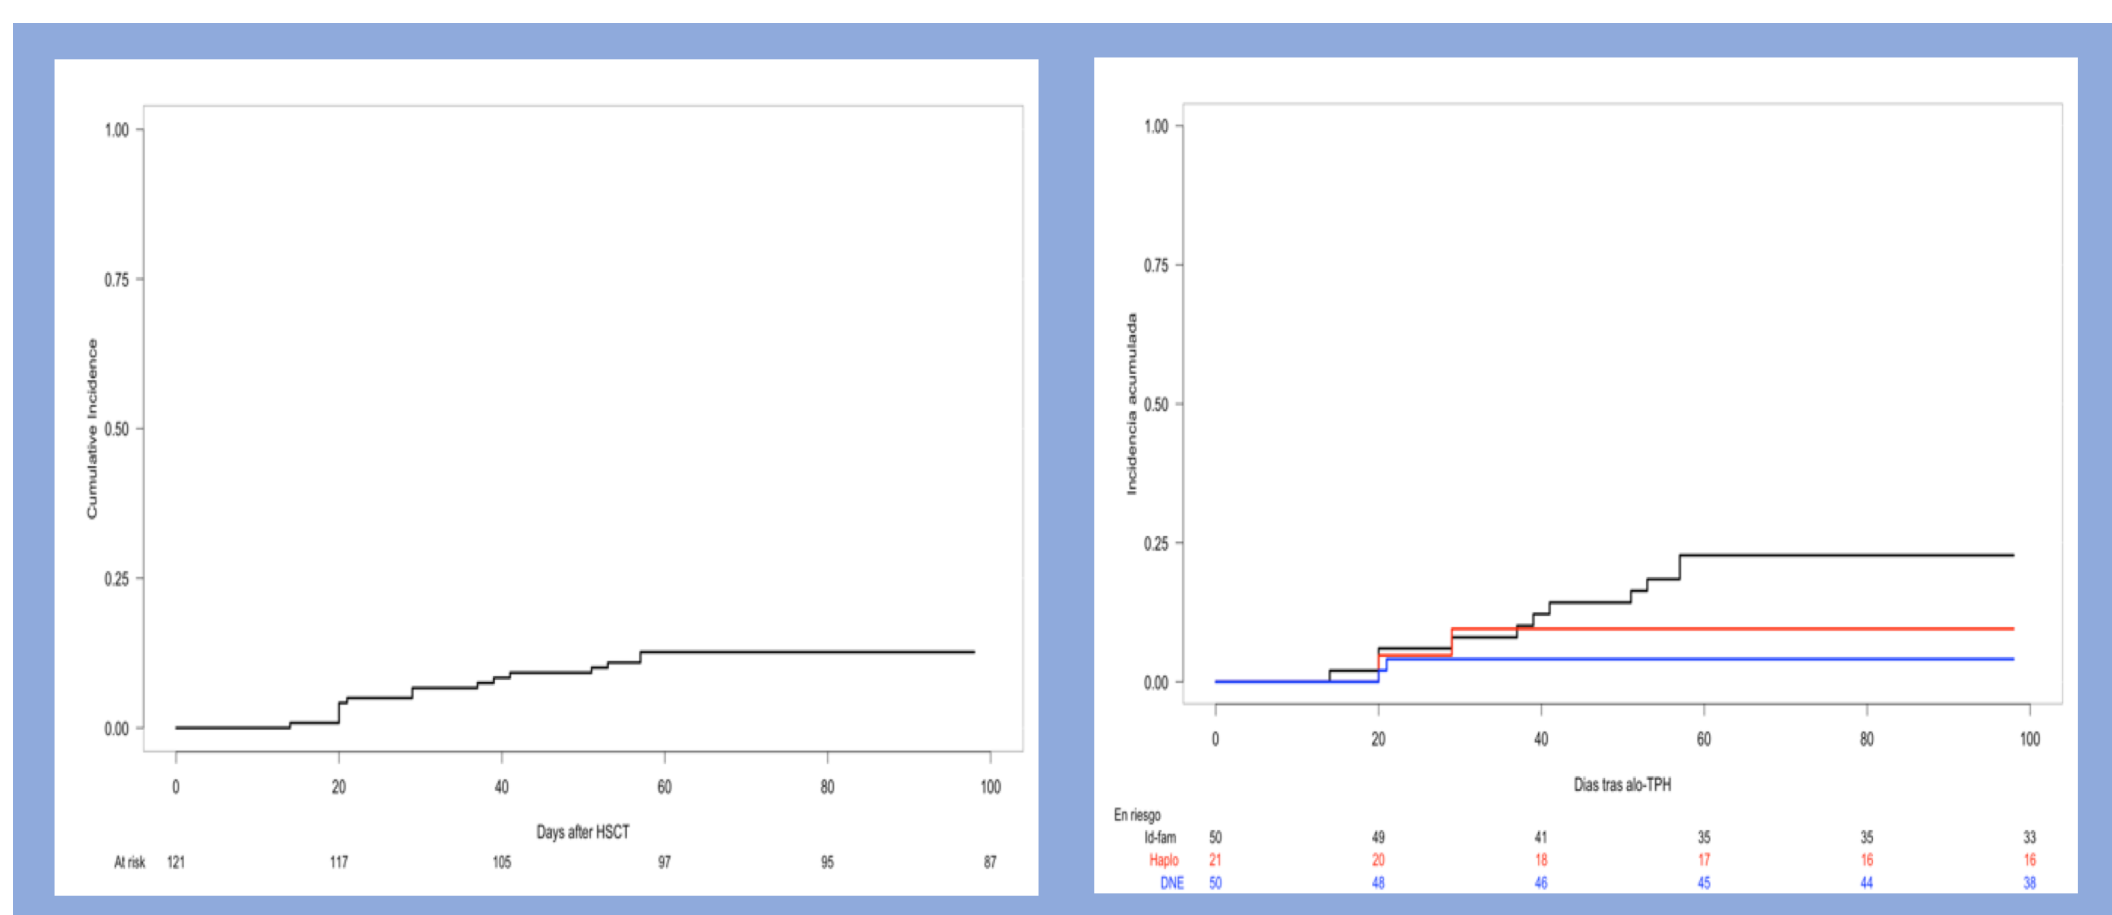 1.00
0.75
0.50
0.25
0.00
Cumulative Incidence
0 20 40 60 80 100
Days after HSCT
At risk 121 117 105 97 95 87
1.00
0.75
0.50
0.25
0.00
Incidencia acumulada
0 20 40 60 80 100
Dias tras alo-TPH
En riesgo
Id-fam 50 49 41 35 35 33
Haplo 21 20 18 17 16 16
DNE 50 48 46 45 44 38